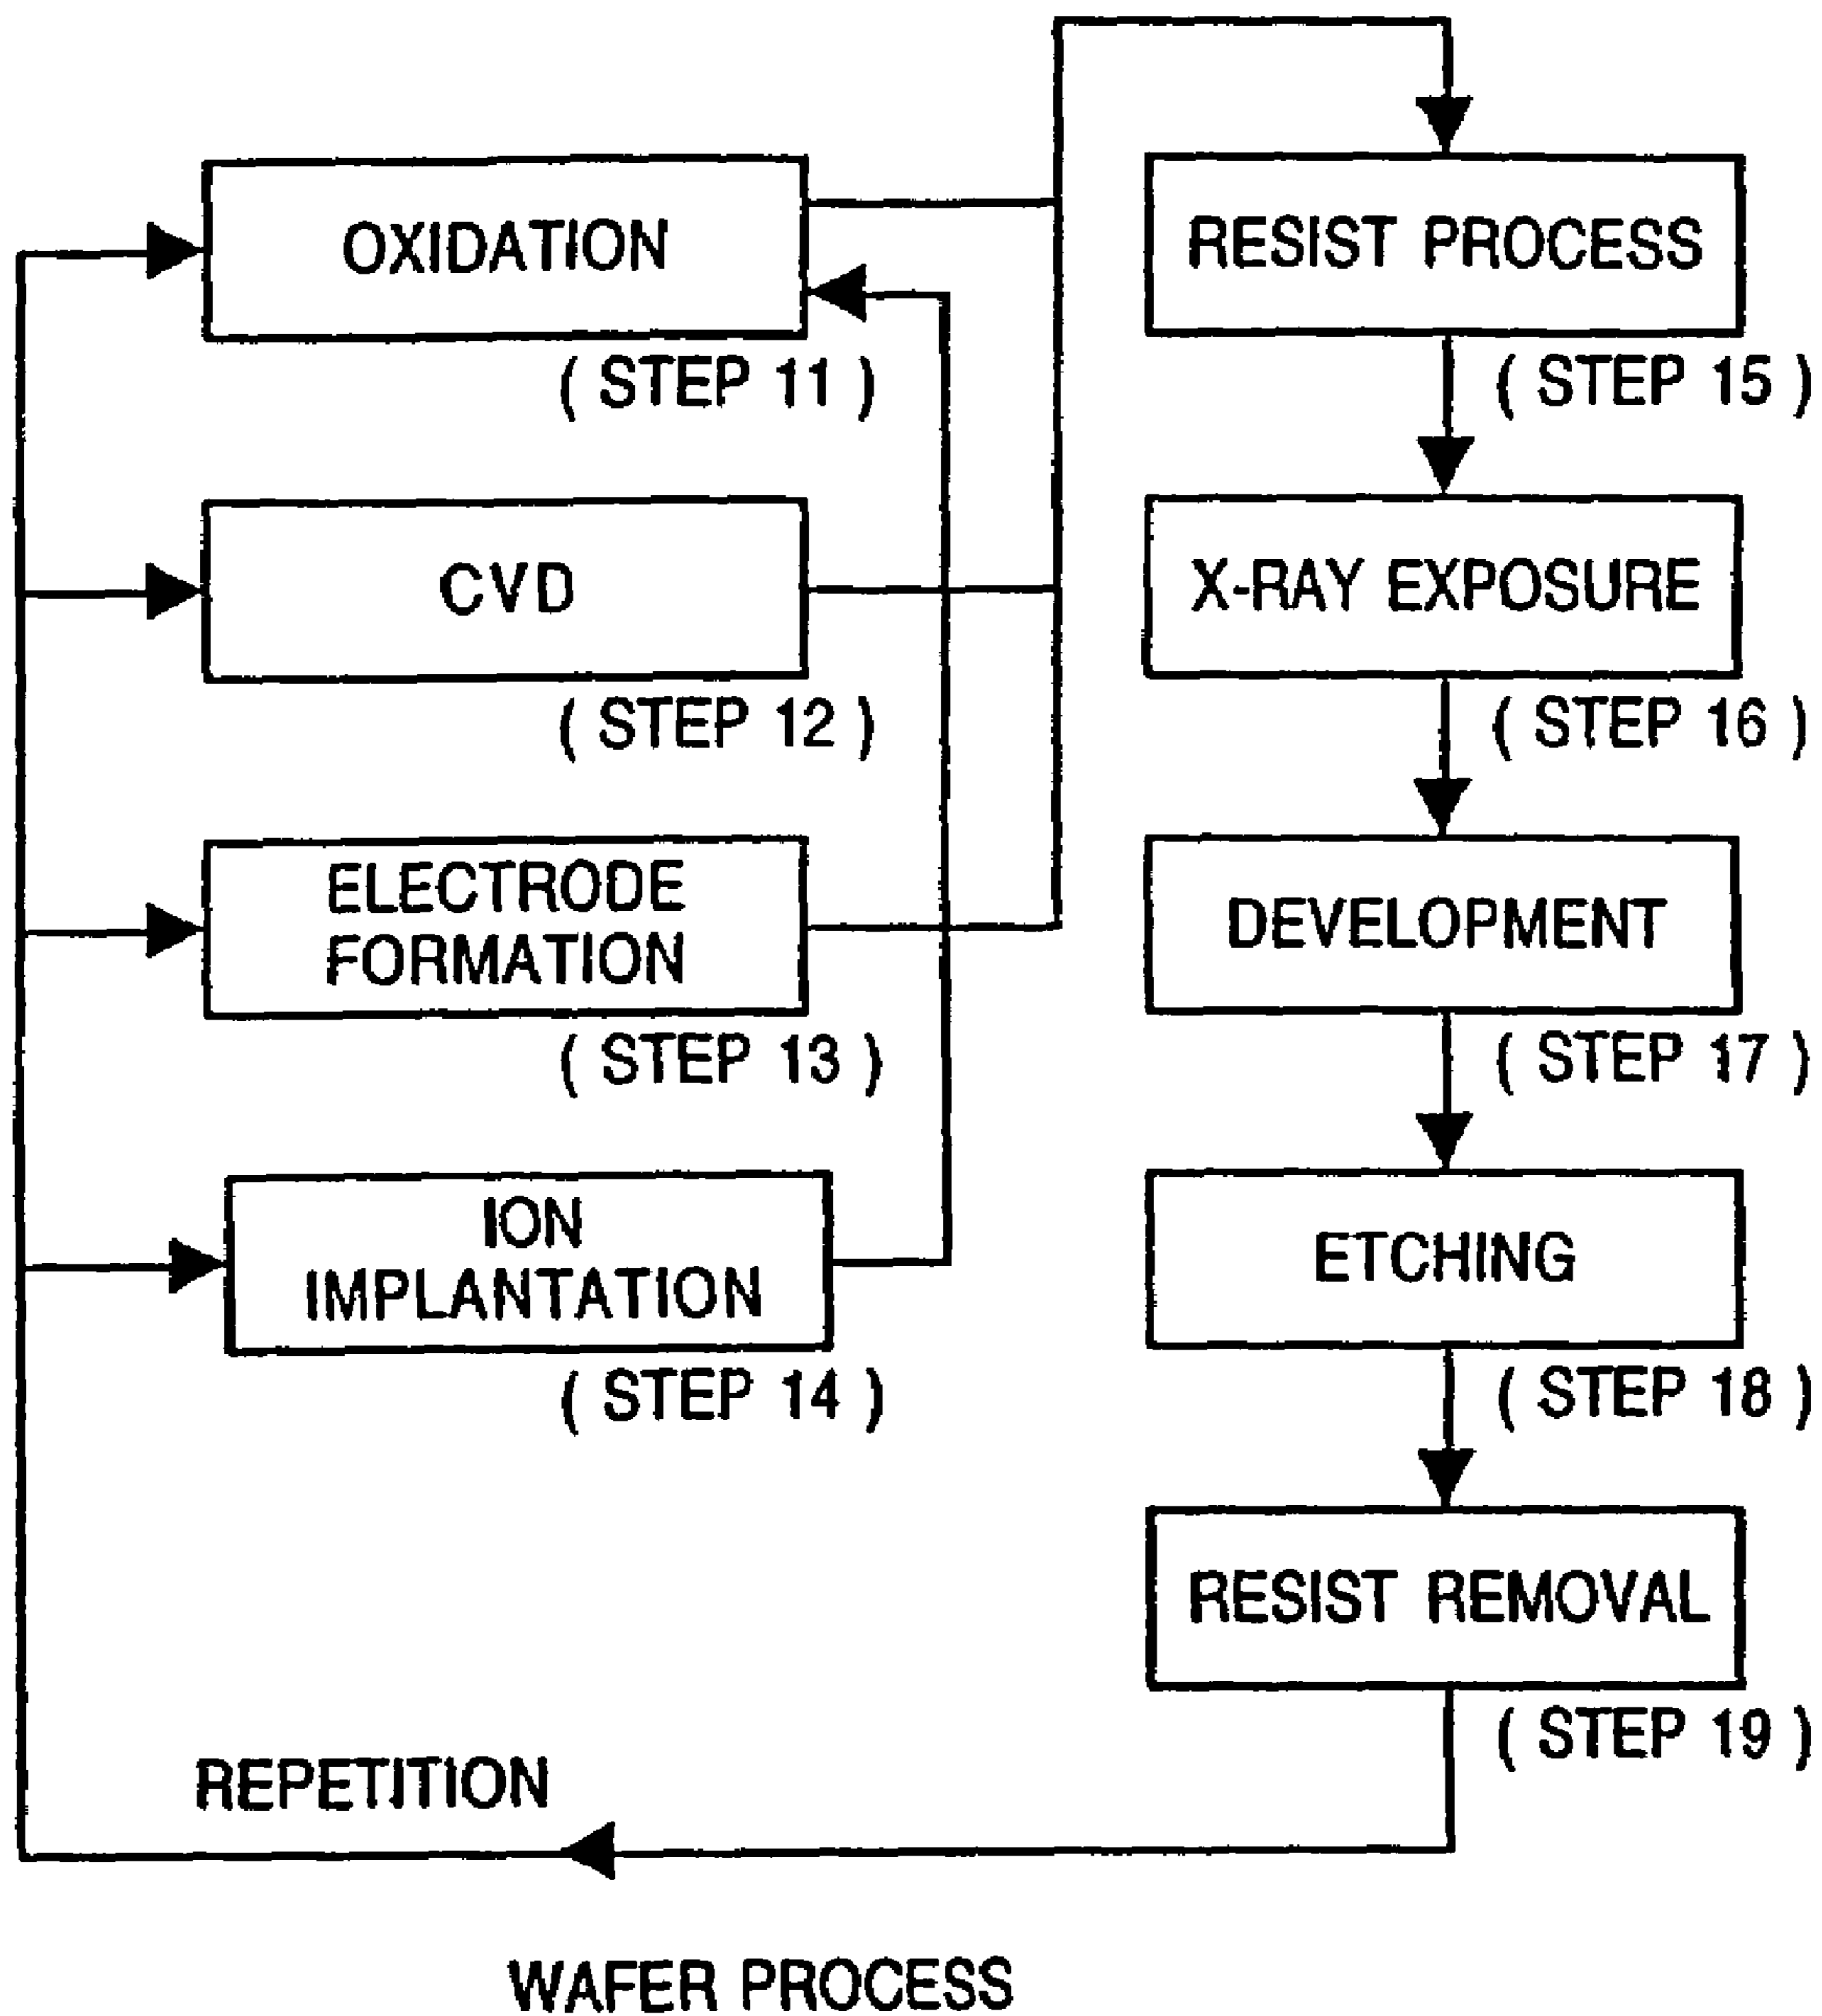 OXIDATION
( STEP 11 )
CVD
( STEP 12 )
ELECTRODE
FORMATION
( STEP 13 )
ION
IMPLANTATION
( STEP 14 )
RESIST PROCESS
( STEP 15 )
X-RAY EXPOSURE
( STEP 16 )
DEVELOPMENT
( STEP 17 )
ETCHING
( STEP 18 )
RESIST REMOVAL
( STEP 19 )
REPETITION
WAFER PROCESS